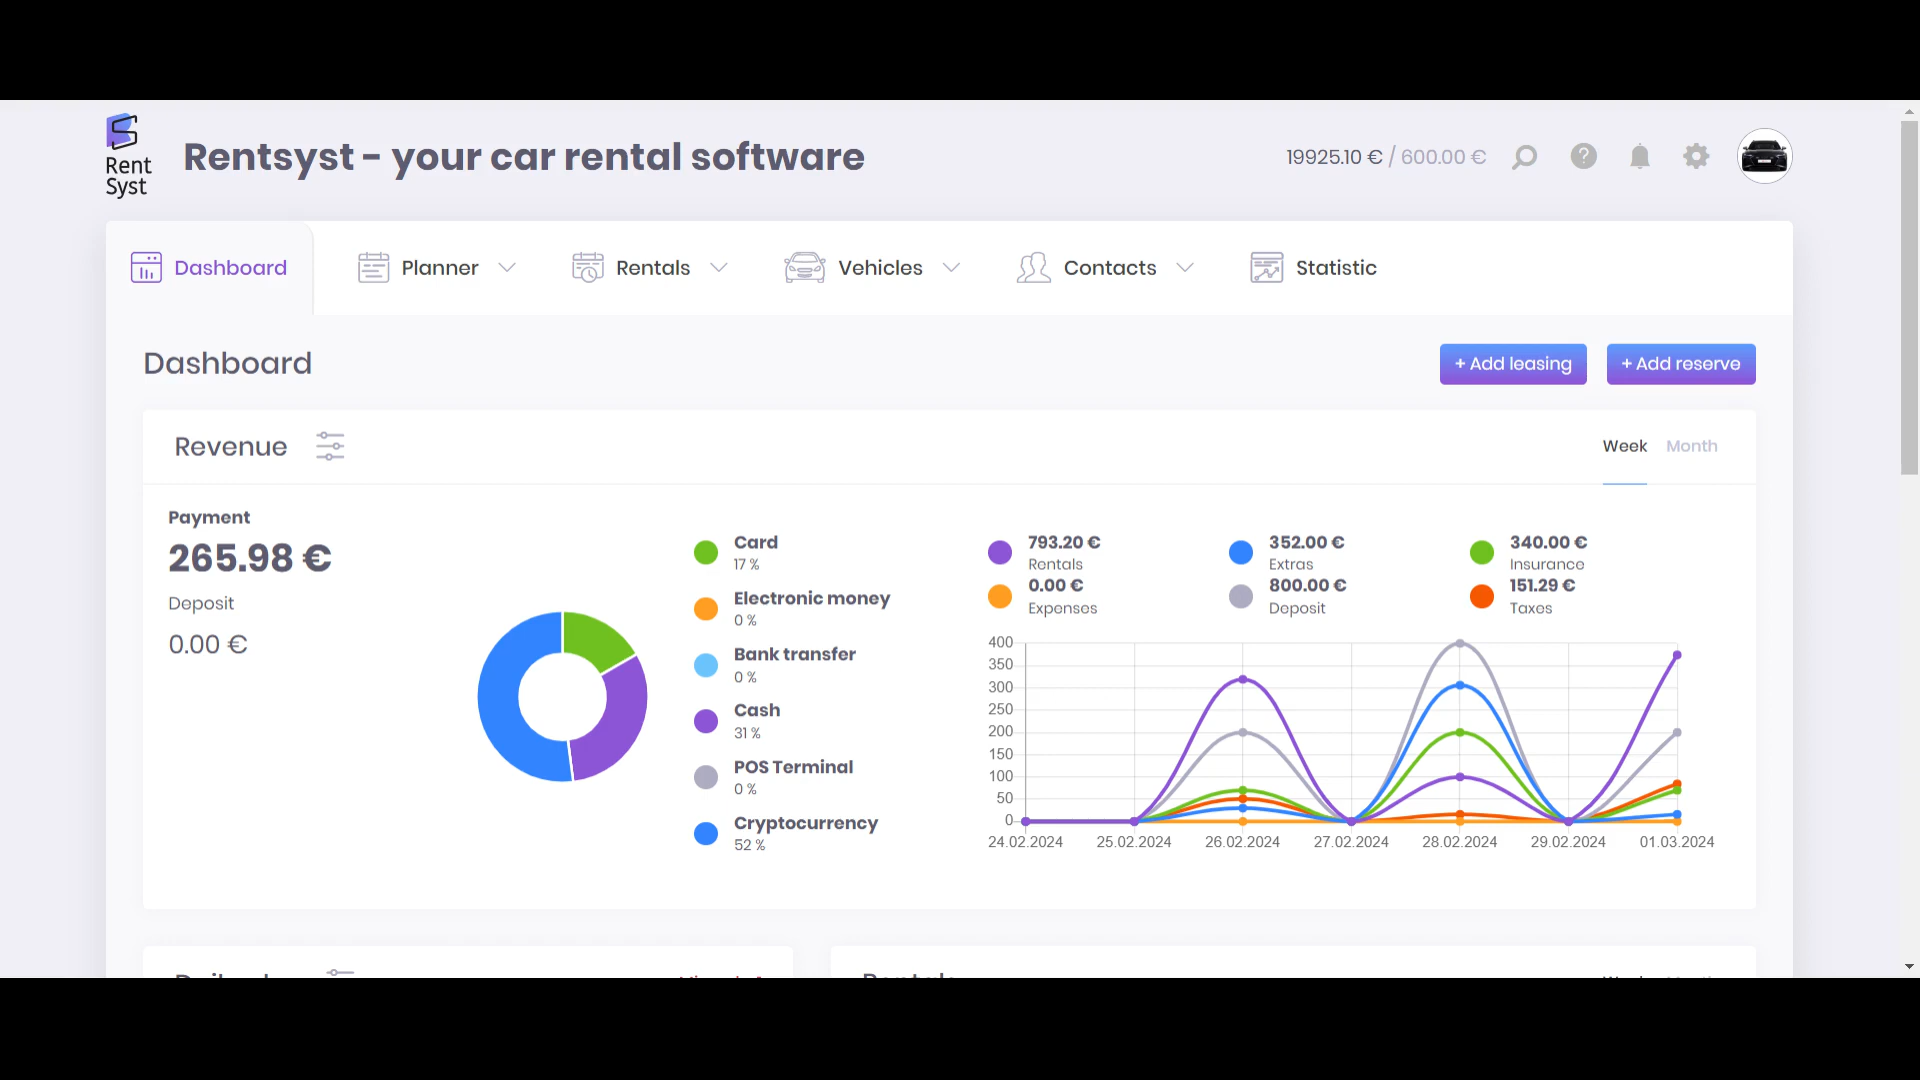 Rent
Syst
Rentsyst - your car rental software
19925.10 € / 600.00 €
Dashboard
Planner
Rentals
Vehicles
Contacts
Statistic
Dashboard
+ Add leasing
+ Add reserve
Revenue
Week
Month
Payment
265.98 €
Deposit
0.00 €
Card
17 %
Electronic money
0 %
Bank transfer
0 %
Cash
31 %
POS Terminal
0 %
Cryptocurrency
52 %
793.20 €
Rentals
352.00 €
Extras
340.00 €
Insurance
0.00 €
Expenses
800.00 €
Deposit
151.29 €
Taxes
400
350
300
250
200
150
100
50
0
24.02.2024
25.02.2024
26.02.2024
27.02.2024
28.02.2024
29.02.2024
01.03.2024
Rentals